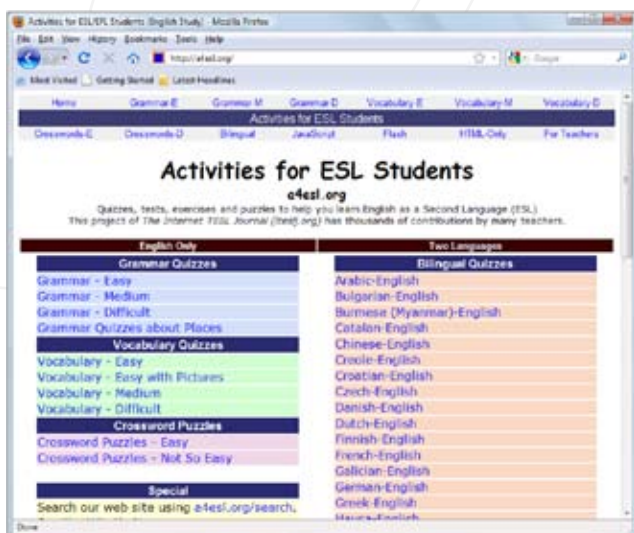 Activities for ESL/EFL Students (English Study) - Mozilla Firefox
File Edit View History Bookmarks Tools Help
http://a4esl.org/
Google
Most Visited Getting Started Latest Headlines
Home Grammar-E Grammar-M Grammar-D Vocabulary-E Vocabulary-M Vocabulary-D
Activities for ESL Students
Crosswords-E Crosswords-D Bilingual JavaScript Flash HTML-Only For Teachers
Activities for ESL Students
a4esl.org
Quizzes, tests, exercises and puzzles to help you learn English as a Second Language (ESL)
This project of The Internet TESL Journal (iteslj.org) has thousands of contributions by many teachers.
English Only
Grammar Quizzes
Grammar - Easy
Grammar - Medium
Grammar - Difficult
Grammar Quizzes about Places
Vocabulary Quizzes
Vocabulary - Easy
Vocabulary - Easy with Pictures
Vocabulary - Medium
Vocabulary - Difficult
Crossword Puzzles
Crossword Puzzles - Easy
Crossword Puzzles - Not So Easy
Special
Search our web site using a4esl.org/search.
Two Languages
Bilingual Quizzes
Arabic-English
Bulgarian-English
Burmese (Myanmar)-English
Catalan-English
Chinese-English
Creole-English
Croatian-English
Czech-English
Danish-English
Dutch-English
Finnish-English
French-English
Galician-English
German-English
Greek-English
Hausa-English
Done